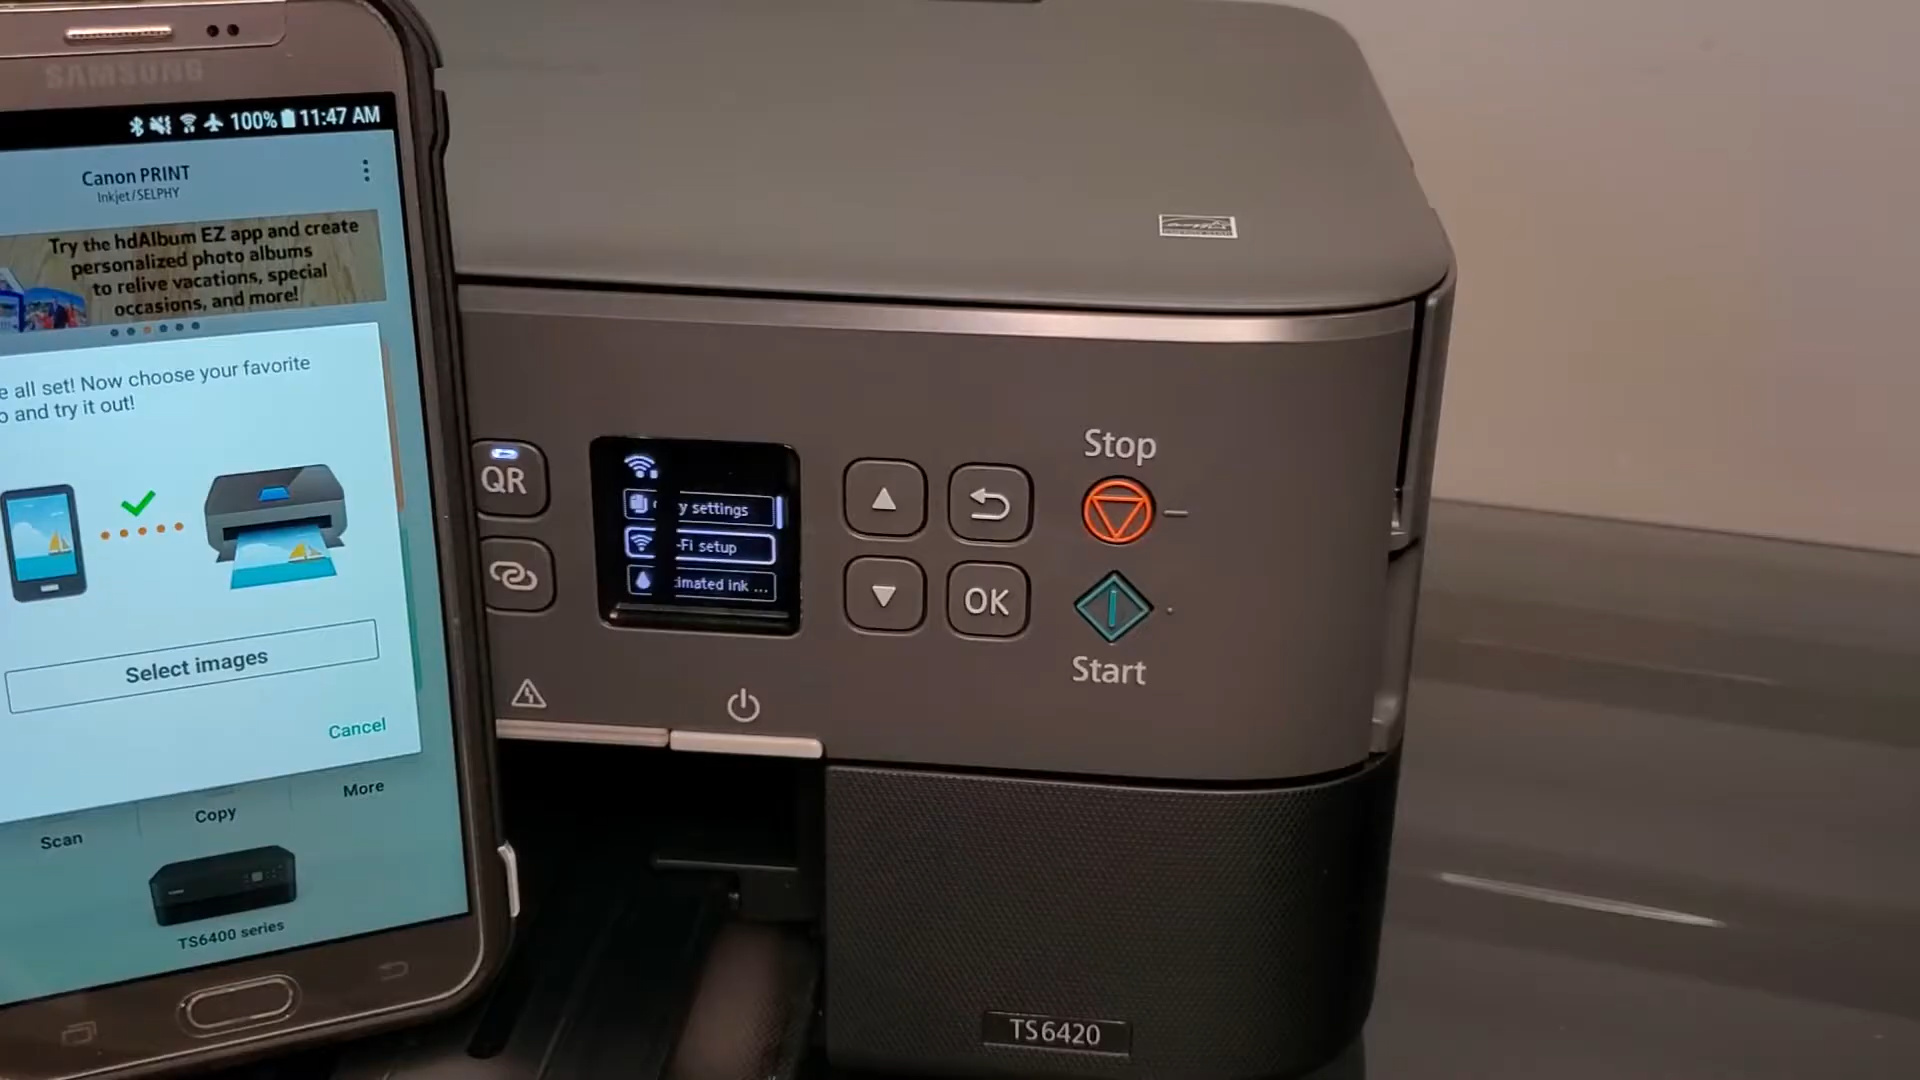 SAMSUNG
100% 11:47 AM
Canon PRINT
Inkjet/SELPHY
Try the hdAlbum EZ app and create
personalized photo albums
to relive vacations, special
occasions, and more!
e all set! Now choose your favorite
o and try it out!
Select images
Cancel
Scan
Copy
More
TS6400 series
QR
y settings
-Fi setup
imated ink ...
OK
Stop
Start
TS6420